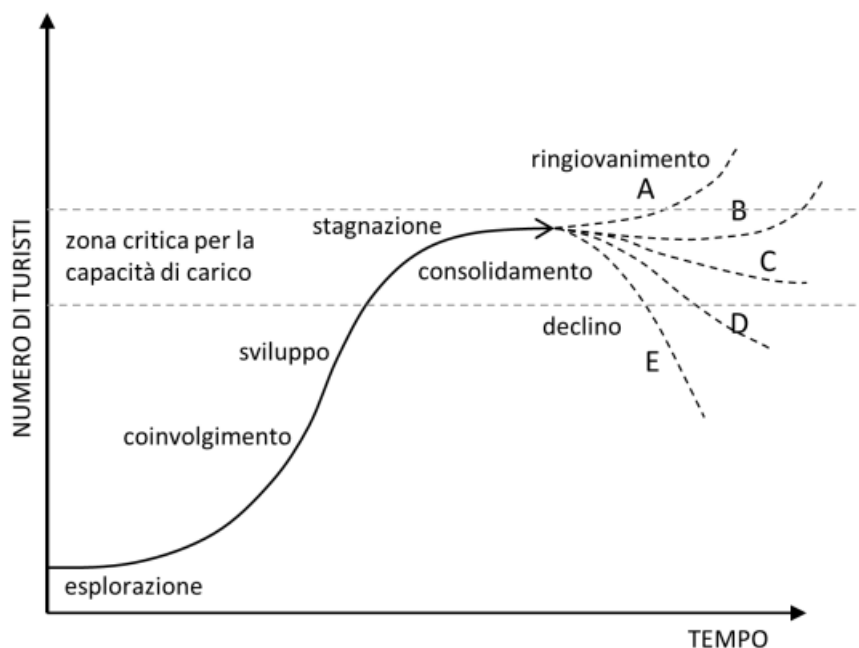 ringiovanimento
A
B
stagnazione
zona critica per la
capacità di carico
C
consolidamento
declino
D
sviluppo
E
coinvolgimento
esplorazione
NUMERO DI TURISTI
TEMPO